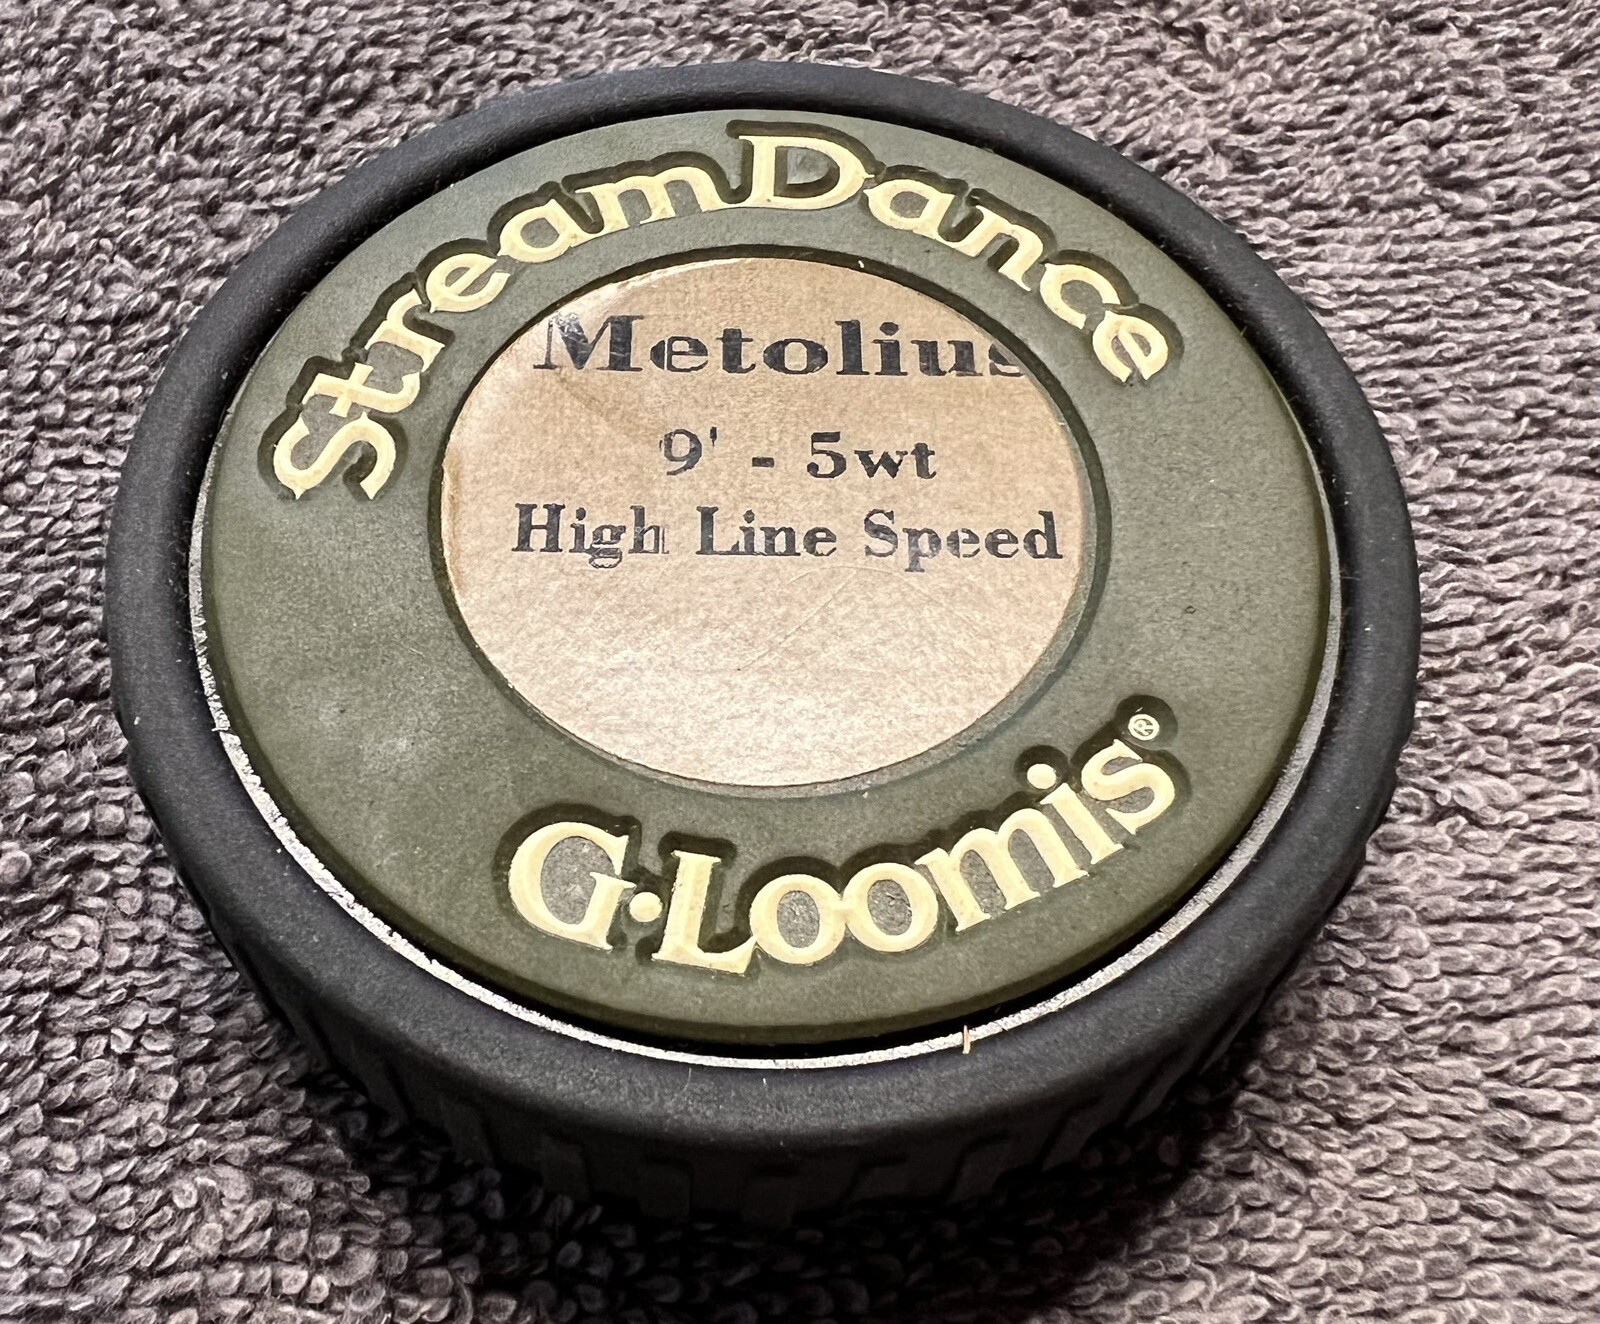 StreamDance
Metolius
9' - 5wt
High Line Speed
G·Loomis®